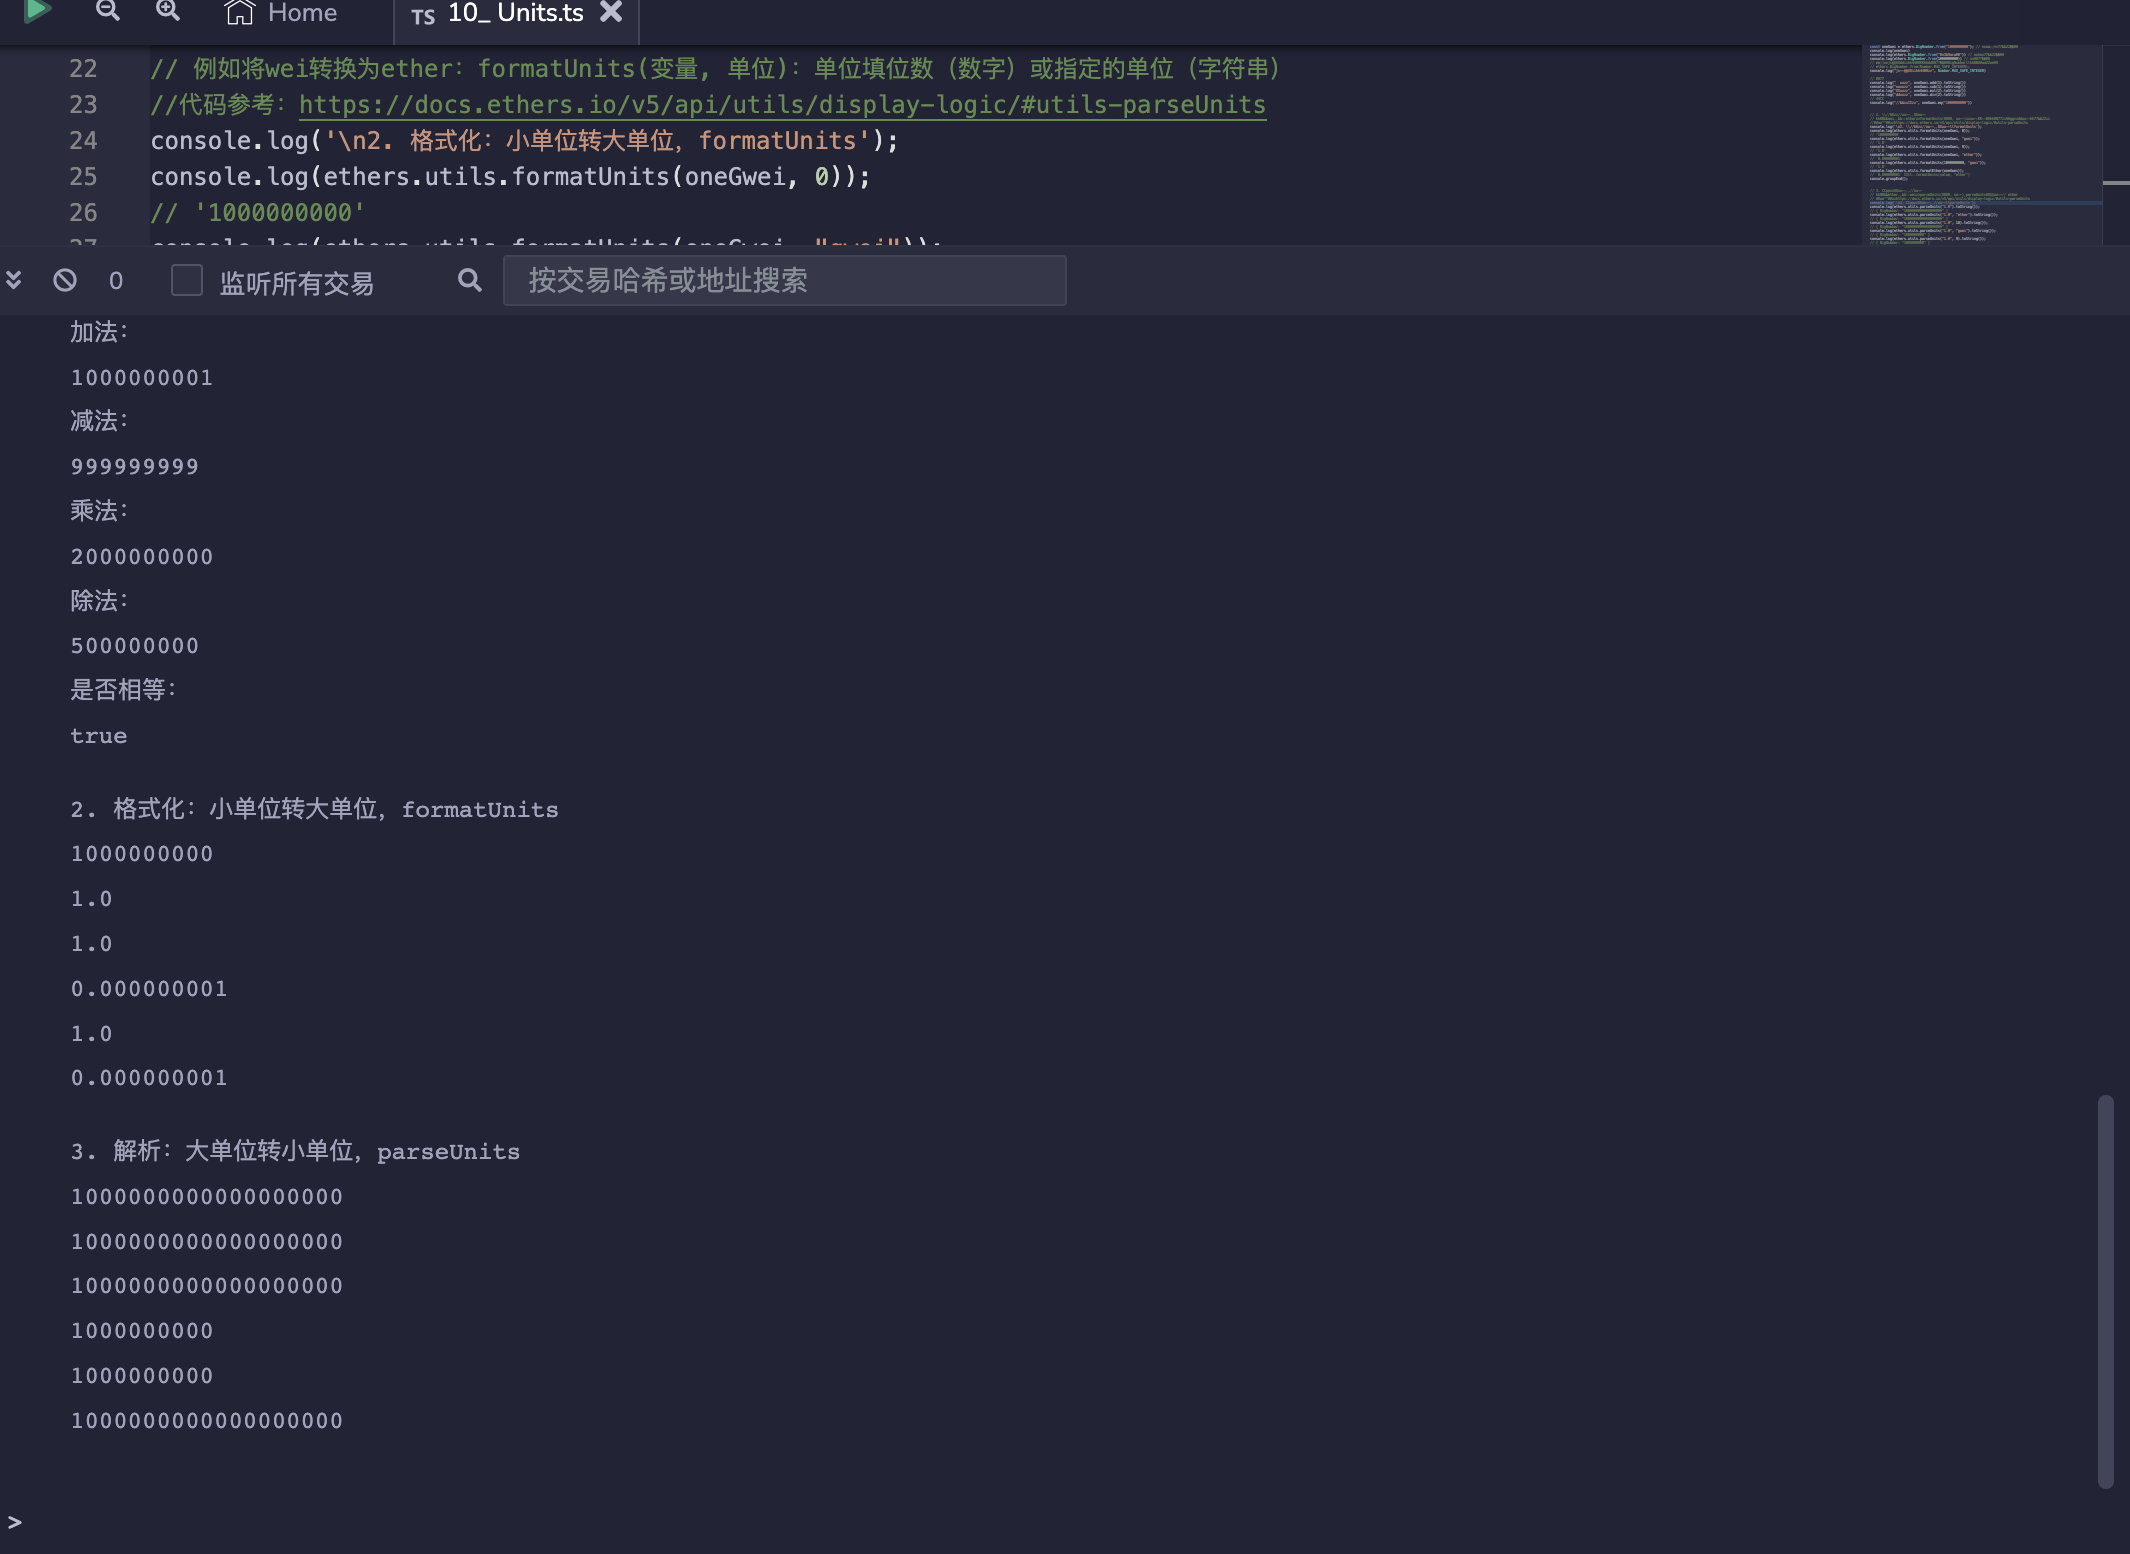 Home
TS 10_ Units.ts
22 // 例如将wei转换为ether：formatUnits(变量, 单位)：单位填位数（数字）或指定的单位（字符串）
23 //代码参考：https://docs.ethers.io/v5/api/utils/display-logic/#utils-parseUnits
24 console.log('\n2. 格式化：小单位转大单位，formatUnits');
25 console.log(ethers.utils.formatUnits(oneGwei, 0));
26 // '1000000000'
27 console.log(ethers.utils.formatUnits(oneGwei, "gwei"));
0 监听所有交易 按交易哈希或地址搜索
加法：
1000000001
减法：
999999999
乘法：
2000000000
除法：
500000000
是否相等：
true
2. 格式化：小单位转大单位，formatUnits
1000000000
1.0
1.0
0.000000001
1.0
0.000000001
3. 解析：大单位转小单位，parseUnits
1000000000000000000
1000000000000000000
1000000000000000000
1000000000
1000000000
1000000000000000000
>